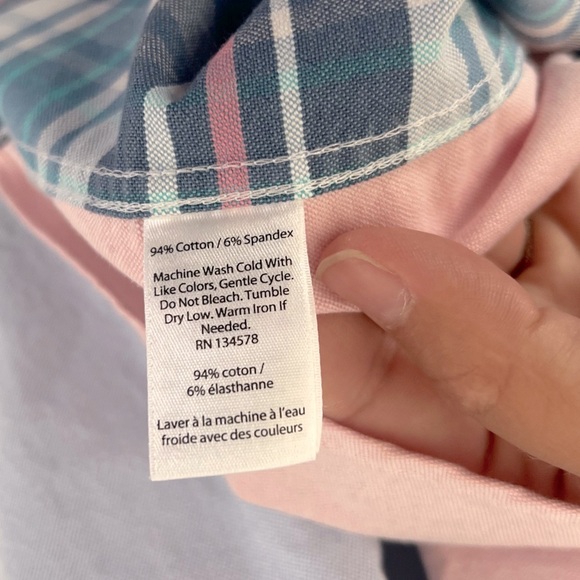 94% Cotton / 6% Spandex
Machine Wash Cold With
Like Colors, Gentle Cycle.
Do Not Bleach. Tumble
Dry Low. Warm Iron If
Needed.
RN 134578
94% coton /
6% élasthanne
Laver à la machine à l'eau
froide avec des couleurs